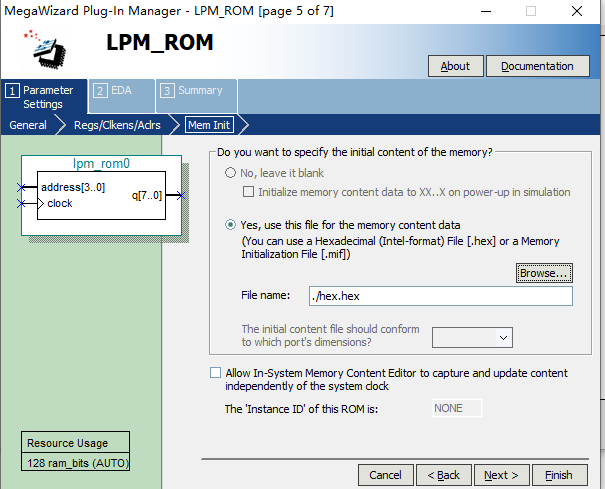 MegaWizard Plug-In Manager - LPM_ROM [page 5 of 7]
LPM_ROM
About
Documentation
1 Parameter Settings
2 EDA
3 Summary
General
Regs/Clkens/Aclrs
Mem Init
lpm_rom0
address[3..0]
q[7..0]
clock
Do you want to specify the initial content of the memory?
No, leave it blank
Initialize memory content data to XX..X on power-up in simulation
Yes, use this file for the memory content data
(You can use a Hexadecimal (Intel-format) File [.hex] or a Memory
Initialization File [.mif])
Browse...
File name:
./hex.hex
The initial content file should conform
to which port's dimensions?
Allow In-System Memory Content Editor to capture and update content
independently of the system clock
The 'Instance ID' of this ROM is:
NONE
Resource Usage
128 ram_bits (AUTO)
Cancel
< Back
Next >
Finish